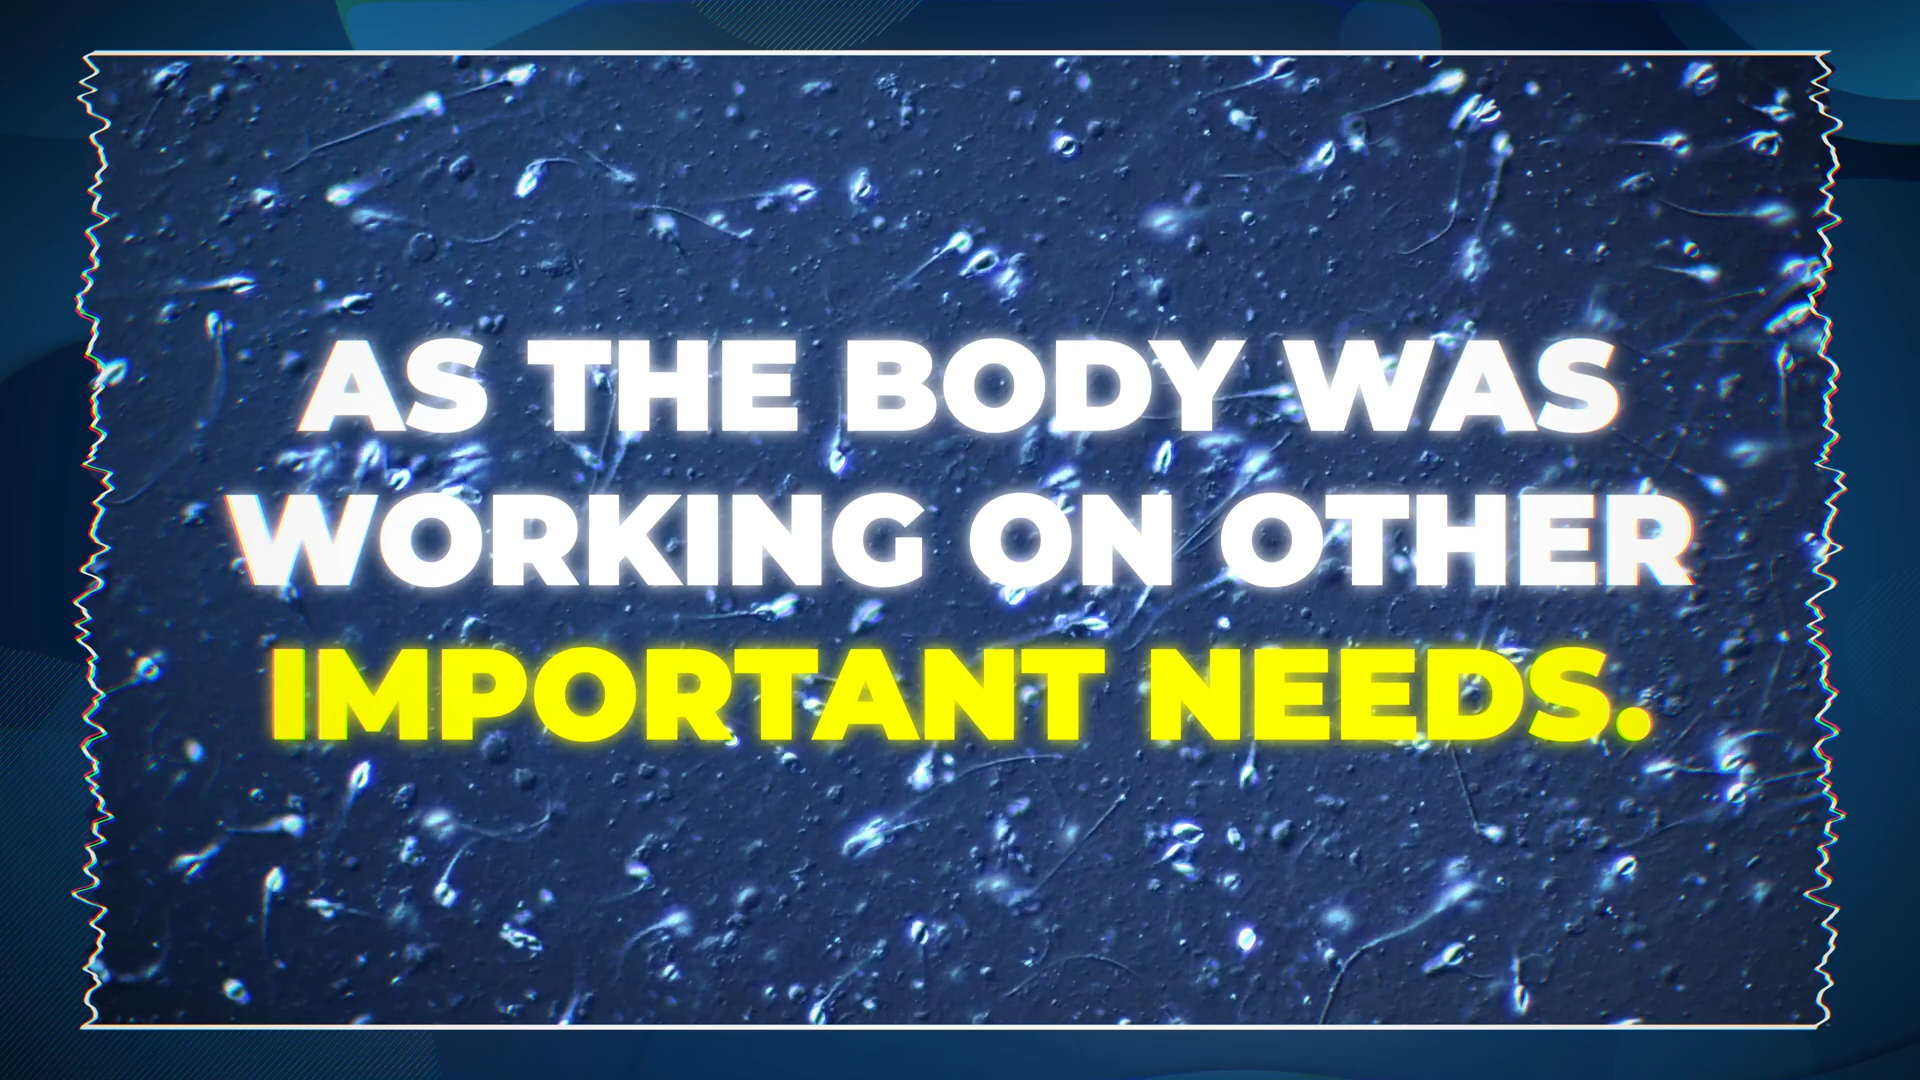 AS THE BODY WAS
WORKING ON OTHER
IMPORTANT NEEDS.